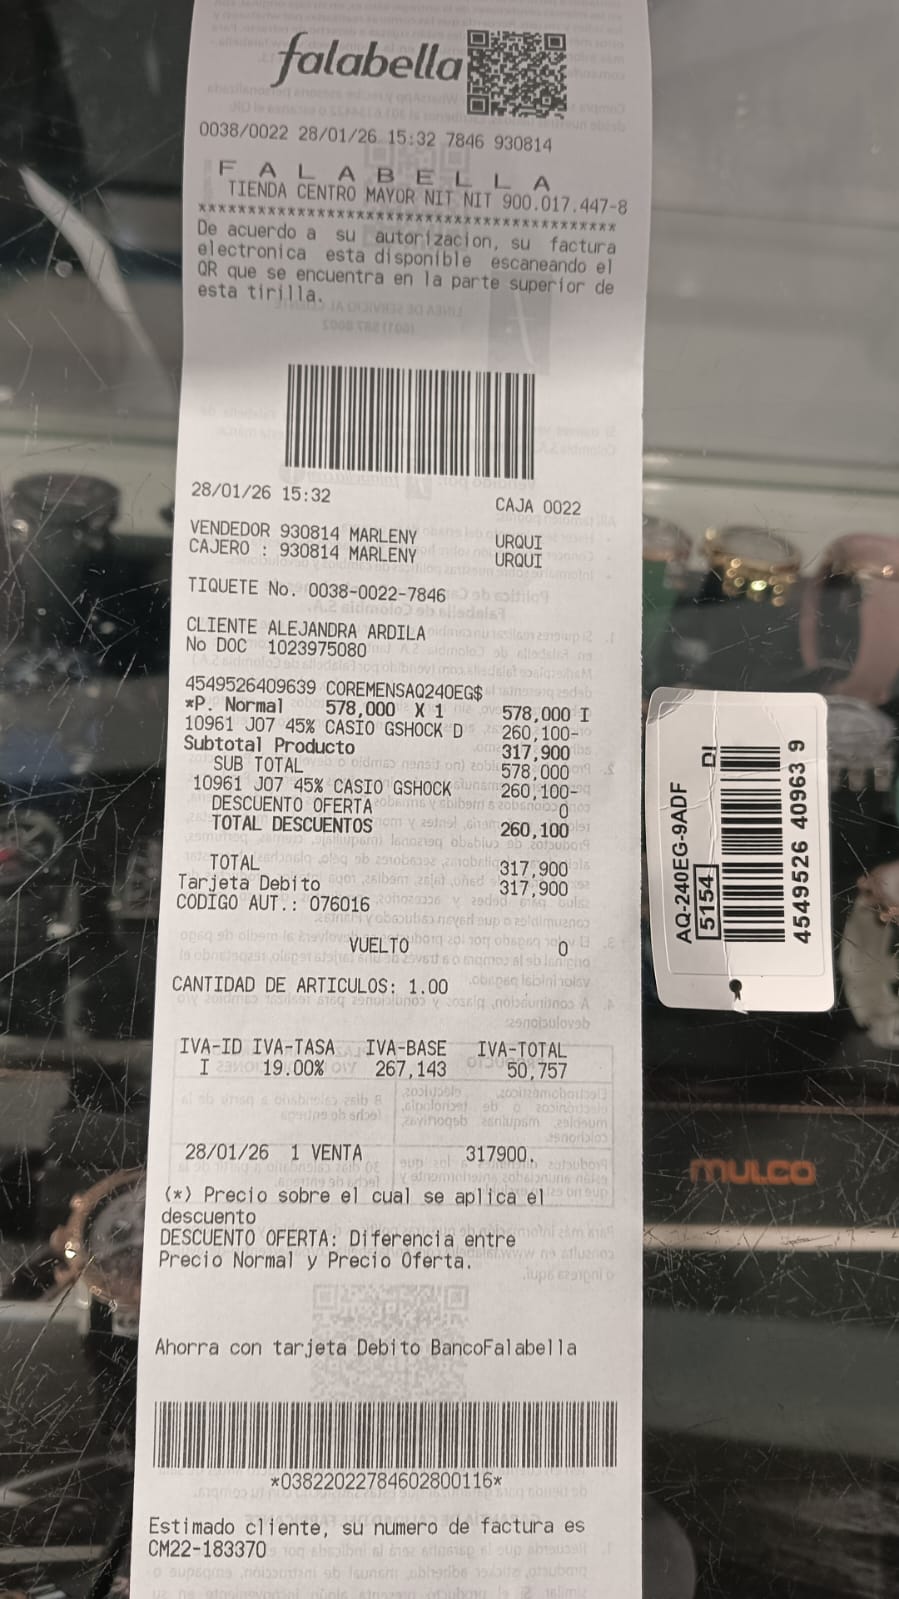 falabella
0038/0022 28/01/26 15:32 7846 930814
F A L A B E L L A
TIENDA CENTRO MAYOR NIT NIT 900.017.447-8
******************************************
De acuerdo a su autorizacion, su factura
electronica esta disponible escaneando el
QR que se encuentra en la parte superior de
esta tirilla.
28/01/26 15:32 CAJA 0022
VENDEDOR 930814 MARLENY URQUI
CAJERO : 930814 MARLENY URQUI
TIQUETE No. 0038-0022-7846
CLIENTE ALEJANDRA ARDILA
No DOC 1023975080
4549526409639 COREMENSAQ240EG$
*P. Normal 578,000 X 1 578,000 I
10961 J07 45% CASIO GSHOCK D 260,100-
Subtotal Producto 317,900
SUB TOTAL 578,000
10961 J07 45% CASIO GSHOCK 260,100-
DESCUENTO OFERTA 0
TOTAL DESCUENTOS 260,100
TOTAL 317,900
Tarjeta Debito 317,900
CODIGO AUT.: 076016
VUELTO 0
CANTIDAD DE ARTICULOS: 1.00
IVA-ID IVA-TASA IVA-BASE IVA-TOTAL
I 19.00% 267,143 50,757
28/01/26 1 VENTA 317900.
(*) Precio sobre el cual se aplica el
descuento
DESCUENTO OFERTA: Diferencia entre
Precio Normal y Precio Oferta.
Ahorra con tarjeta Debito BancoFalabella
*03822022784602800116*
Estimado cliente, su numero de factura es
CM22-183370
AQ-240EG-9ADF
5154 DI
4549526 40963 9
MULCO